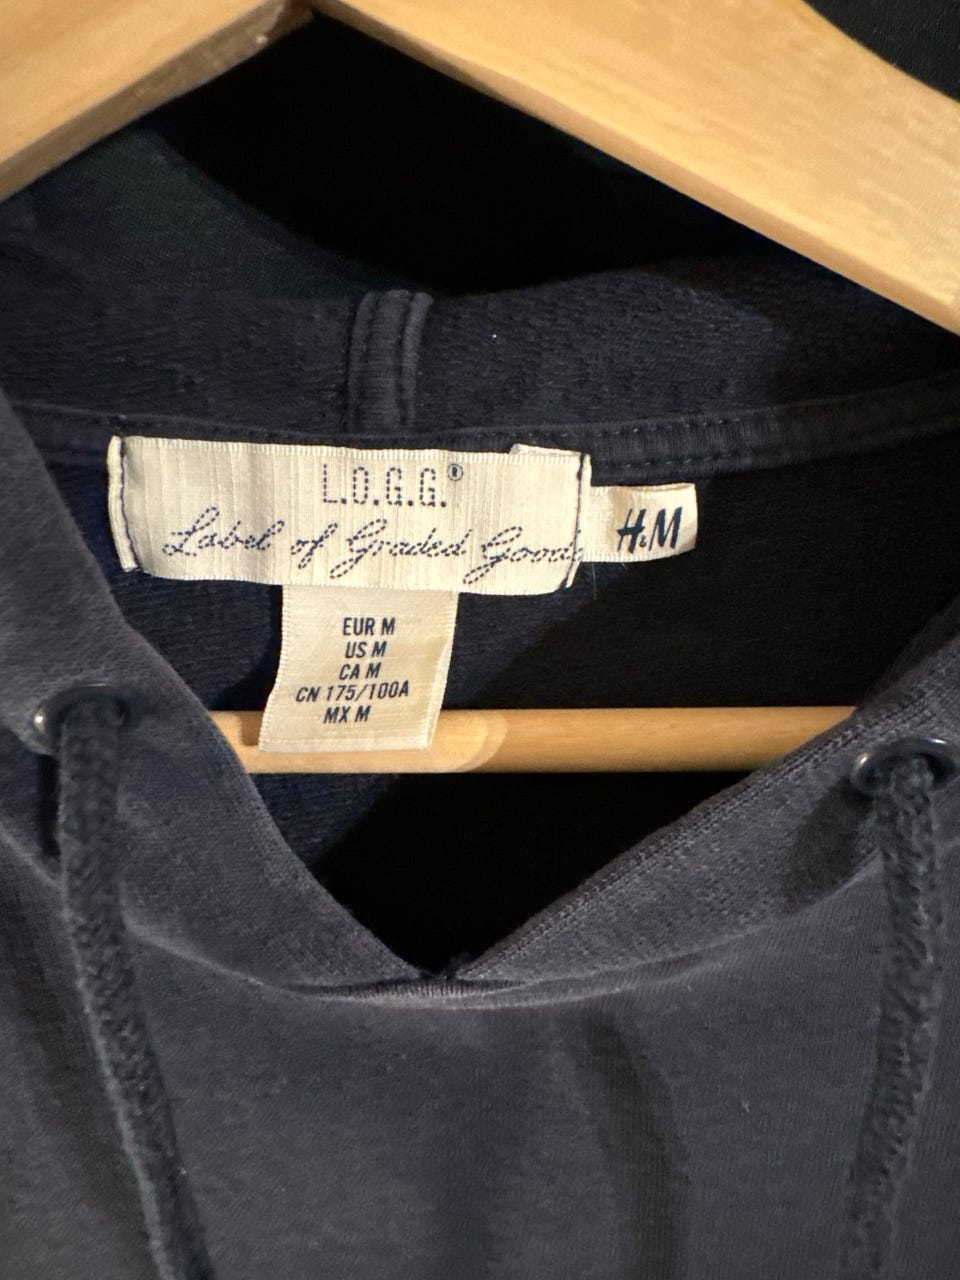 L.O.G.G.®
Label of Graded Goods
H&M
EUR M
US M
CA M
CN 175/100A
MX M